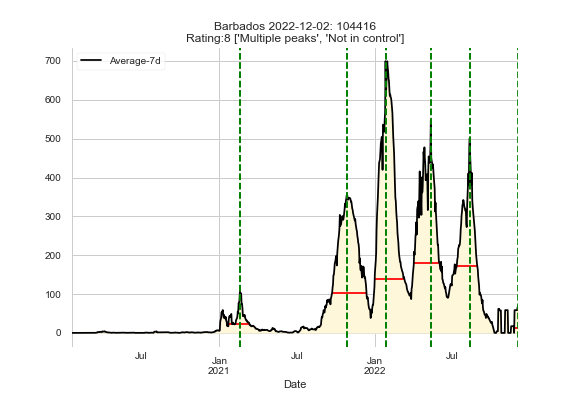 Barbados 2022-12-02: 104416
Rating:8 ['Multiple peaks', 'Not in control']
Average-7d
700
600
500
400
300
200
100
0
Jul
Jan
2021
Jul
Jan
2022
Jul
Date